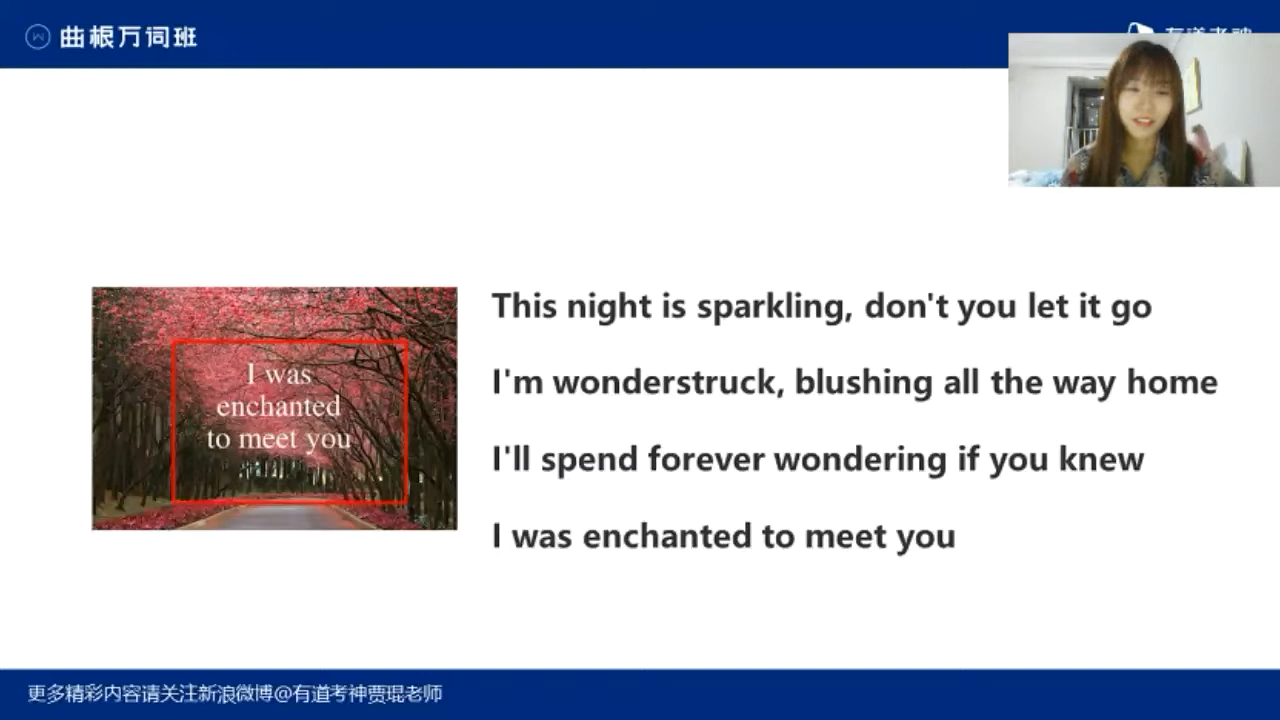 曲根万词班
I was
enchanted
to meet you
This night is sparkling, don't you let it go
I'm wonderstruck, blushing all the way home
I'll spend forever wondering if you knew
I was enchanted to meet you
更多精彩内容请关注新浪微博@有道考神贾琨老师